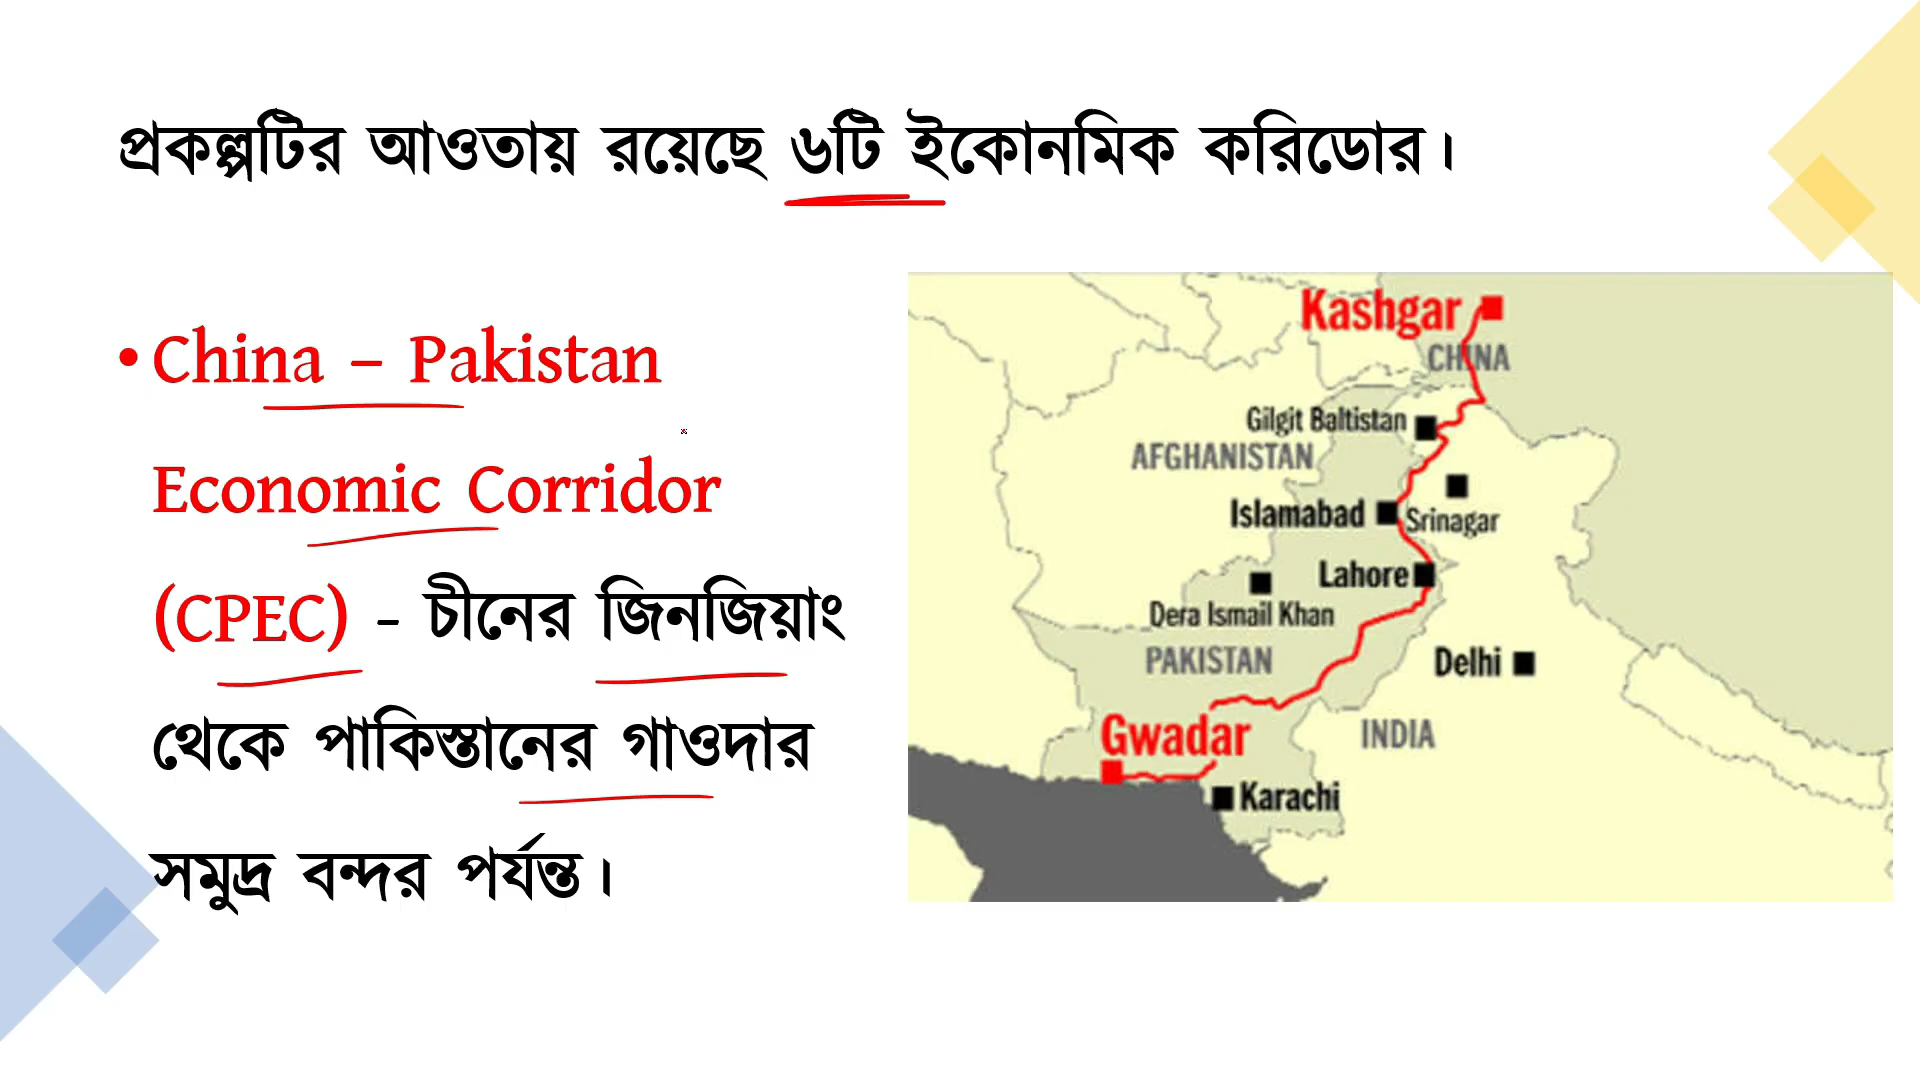 প্রকল্পটির আওতায় রয়েছে ৬টি ইকোনমিক করিডোর।
• China – Pakistan
Economic Corridor
(CPEC) - চীনের জিনজিয়াং
থেকে পাকিস্তানের গাওদার
সমুদ্র বন্দর পর্যন্ত।
Kashgar
CHINA
Gilgit Baltistan
AFGHANISTAN
Islamabad
Srinagar
Lahore
Dera Ismail Khan
PAKISTAN
Delhi
Gwadar
INDIA
Karachi